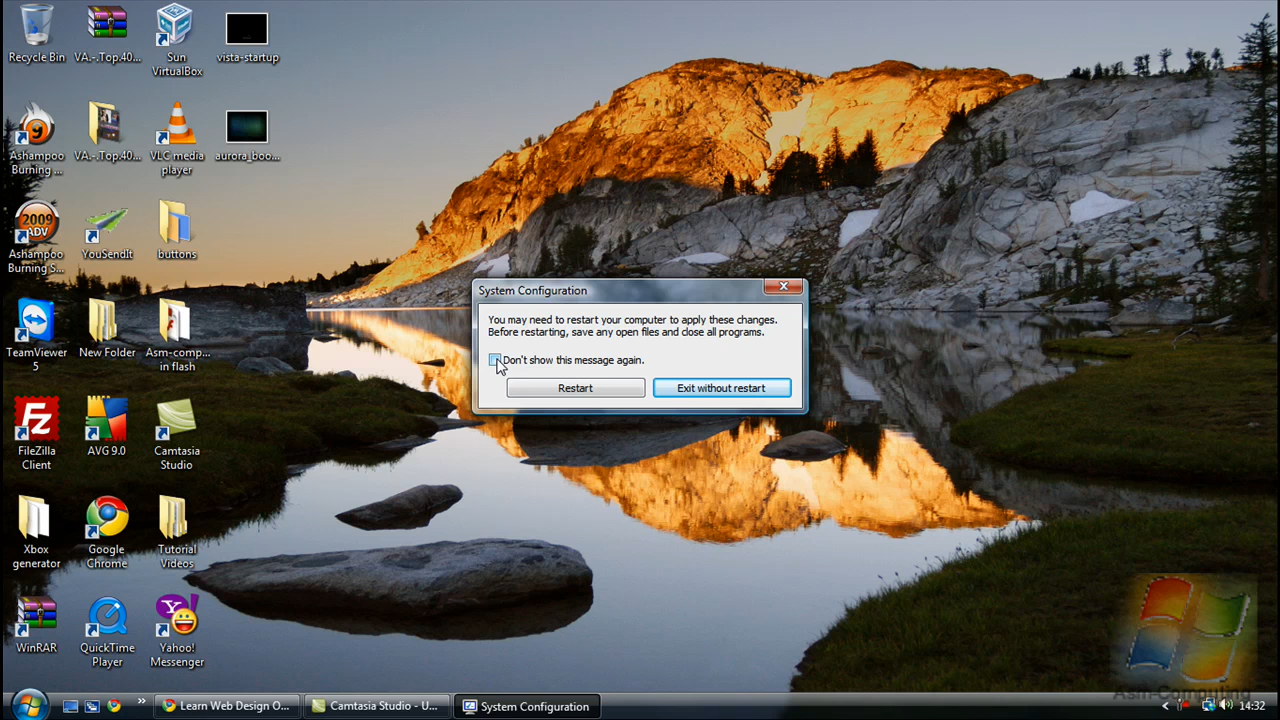 Recycle Bin
VA.-.Top.40...
Sun
VirtualBox
vista-startup
Ashampoo
Burning ...
VA.-.Top.40...
VLC media
player
aurora_boo...
2009
ADV
Ashampoo
Burning S...
YouSendIt
buttons
TeamViewer
5
New Folder
Asm-comp...
in flash
FileZilla
Client
AVG 9.0
Camtasia
Studio
Xbox
generator
Google
Chrome
Tutorial
Videos
WinRAR
QuickTime
Player
Yahoo!
Messenger
System Configuration
You may need to restart your computer to apply these changes.
Before restarting, save any open files and close all programs.
Don't show this message again.
Restart
Exit without restart
Asm-Computing
Learn Web Design O...
Camtasia Studio - U...
System Configuration
14:32